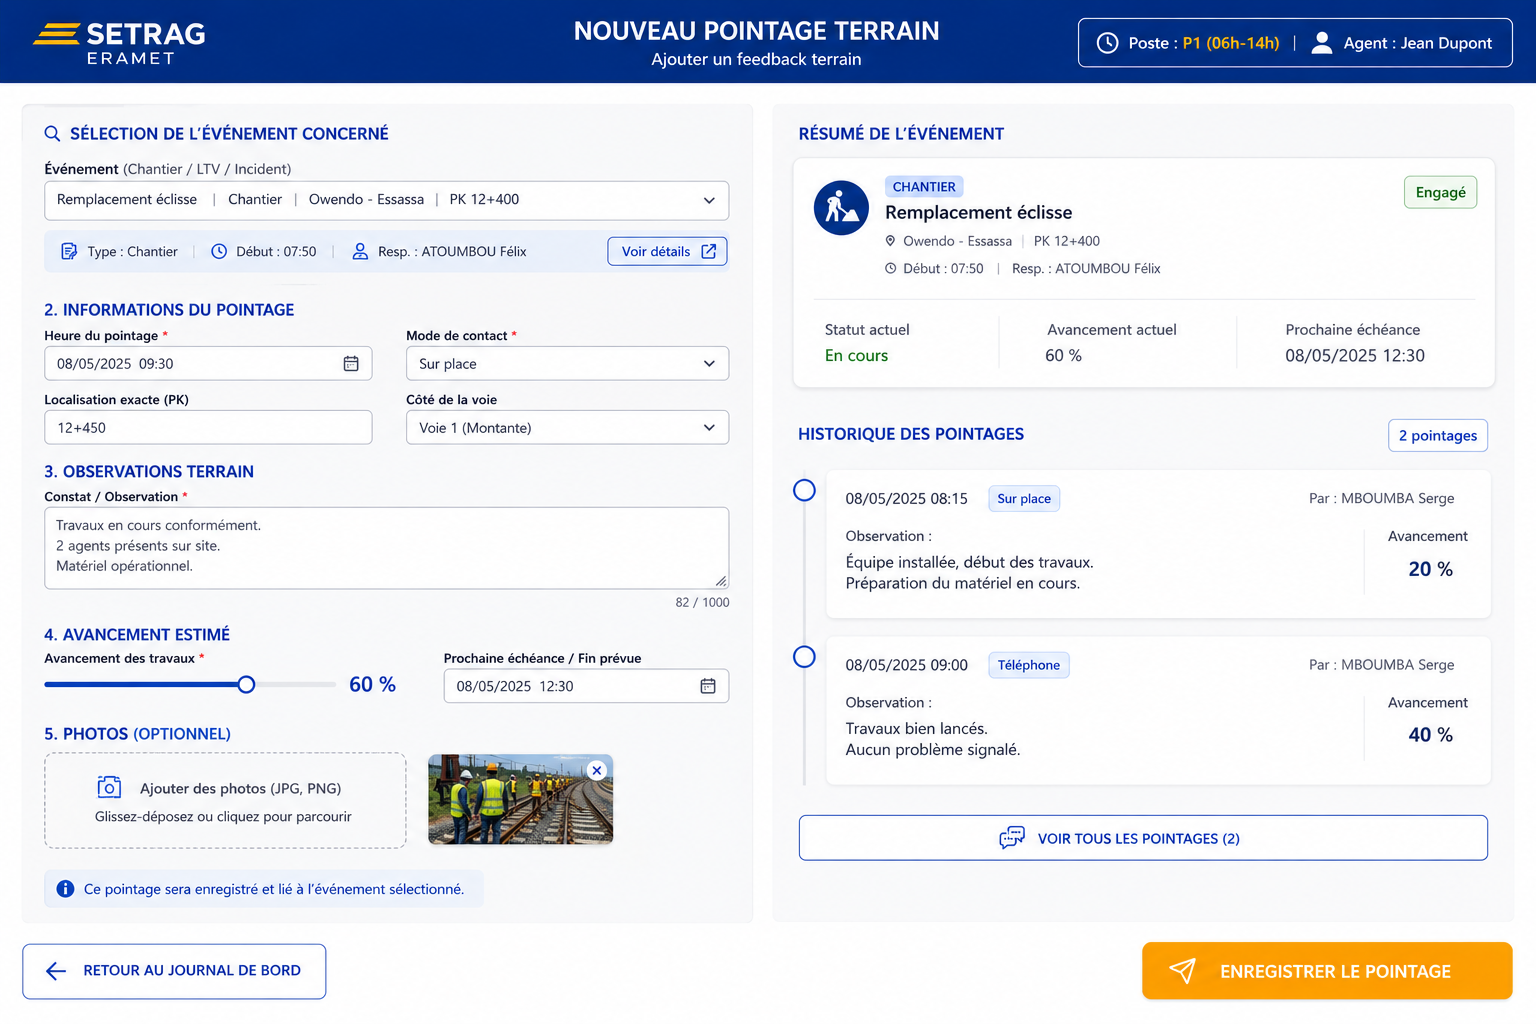 SETRAG
ERAMET
NOUVEAU POINTAGE TERRAIN
Ajouter un feedback terrain
Poste : P1 (06h-14h) | Agent : Jean Dupont
SÉLECTION DE L'ÉVÉNEMENT CONCERNÉ
Événement (Chantier / LTV / Incident)
Remplacement éclisse | Chantier | Owendo - Essassa | PK 12+400
Type : Chantier | Début : 07:50 | Resp. : ATOUMBOU Félix
Voir détails
2. INFORMATIONS DU POINTAGE
Heure du pointage *
08/05/2025 09:30
Mode de contact *
Sur place
Localisation exacte (PK)
12+450
Côté de la voie
Voie 1 (Montante)
3. OBSERVATIONS TERRAIN
Constat / Observation *
Travaux en cours conformément.
2 agents présents sur site.
Matériel opérationnel.
82 / 1000
4. AVANCEMENT ESTIMÉ
Avancement des travaux *
60 %
Prochaine échéance / Fin prévue
08/05/2025 12:30
5. PHOTOS (OPTIONNEL)
Ajouter des photos (JPG, PNG)
Glissez-déposez ou cliquez pour parcourir
Ce pointage sera enregistré et lié à l'événement sélectionné.
RÉSUMÉ DE L'ÉVÉNEMENT
CHANTIER
Engagé
Remplacement éclisse
Owendo - Essassa | PK 12+400
Début : 07:50 | Resp. : ATOUMBOU Félix
Statut actuel
En cours
Avancement actuel
60 %
Prochaine échéance
08/05/2025 12:30
HISTORIQUE DES POINTAGES
2 pointages
08/05/2025 08:15
Sur place
Par : MBOUMBA Serge
Observation :
Équipe installée, début des travaux.
Préparation du matériel en cours.
Avancement
20 %
08/05/2025 09:00
Téléphone
Par : MBOUMBA Serge
Observation :
Travaux bien lancés.
Aucun problème signalé.
Avancement
40 %
VOIR TOUS LES POINTAGES (2)
RETOUR AU JOURNAL DE BORD
ENREGISTRER LE POINTAGE